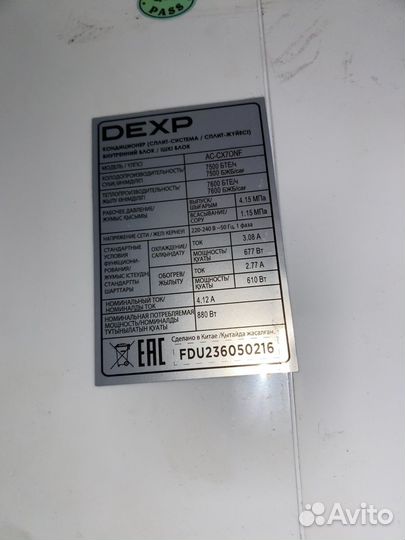 PASS
DEXP
КОНДИЦИОНЕР (СПЛИТ-СИСТЕМА / СПЛИТ-ЖҮЙЕСІ)
ВНУТРЕННИЙ БЛОК / ІШКІ БЛОК
МОДЕЛЬ / ҮЛГІСІ AC-CX7ONF
ХОЛОДОПРОИЗВОДИТЕЛЬНОСТЬ/ 7500 БТЕ/ч
СУЫҚ ӨНІМДІЛІГІ 7500 БЖБ/сағ
ТЕПЛОПРОИЗВОДИТЕЛЬНОСТЬ/ 7600 БТЕ/ч
ЖЫЛУ ӨНІМДІЛІГІ 7600 БЖБ/сағ
РАБОЧЕЕ ДАВЛЕНИЕ/ ВЫПУСК/ 4.15 МПа
ЖҰМЫС ҚЫСЫМЫ ШЫҒАРЫМ
ВСАСЫВАНИЕ/ 1.15 МПа
СОРУ
НАПРЯЖЕНИЕ СЕТИ / ЖЕЛІ КЕРНЕУІ 220-240 В ~50 Гц, 1 фаза
СТАНДАРТНЫЕ ОХЛАЖДЕНИЕ/ ТОК 3.08 А
УСЛОВИЯ САЛҚЫНДАТУ
ФУНКЦИОНИ- МОЩНОСТЬ/ 677 Вт
РОВАНИЯ/ ҚУАТЫ
ЖҰМЫС ІСТЕУДІҢ ОБОГРЕВ/ ТОК 2.77 А
СТАНДАРТТЫ ЖЫЛЫТУ
ШАРТТАРЫ МОЩНОСТЬ/ 610 Вт
ҚУАТЫ
НОМИНАЛЬНЫЙ ТОК/ 4.12 А
НОМИНАЛДЫ ТОК
НОМИНАЛЬНАЯ ПОТРЕБЛЯЕМАЯ 880 Вт
МОЩНОСТЬ/НОМИНАЛДЫ
ТҰТЫНЫЛАТЫН ҚУАТЫ
Сделано в Китае /Қытайда жасалған.
EAC FDU236050216
Avito